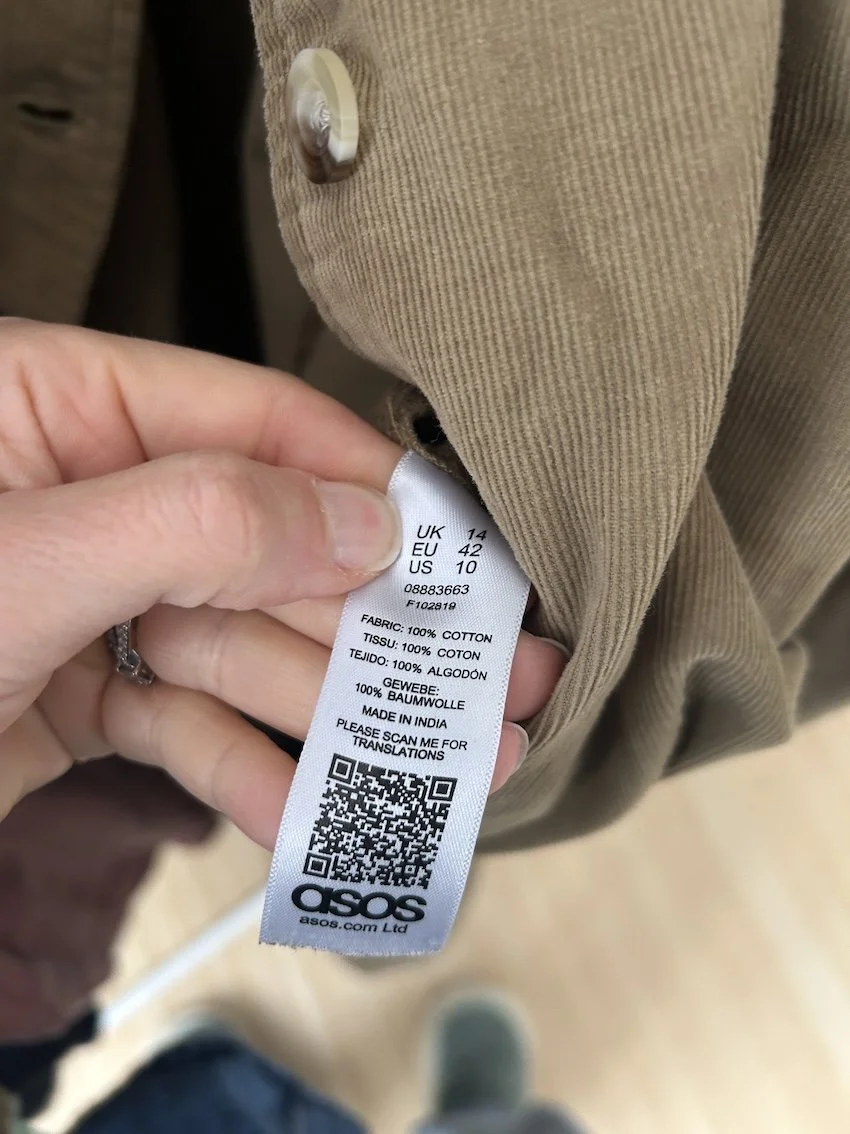 UK 14
EU 42
US 10
08883663
F102819
FABRIC: 100% COTTON
TISSU: 100% COTON
TEJIDO: 100% ALGODÓN
GEWEBE:
100% BAUMWOLLE
MADE IN INDIA
PLEASE SCAN ME FOR
TRANSLATIONS
asos
asos.com Ltd